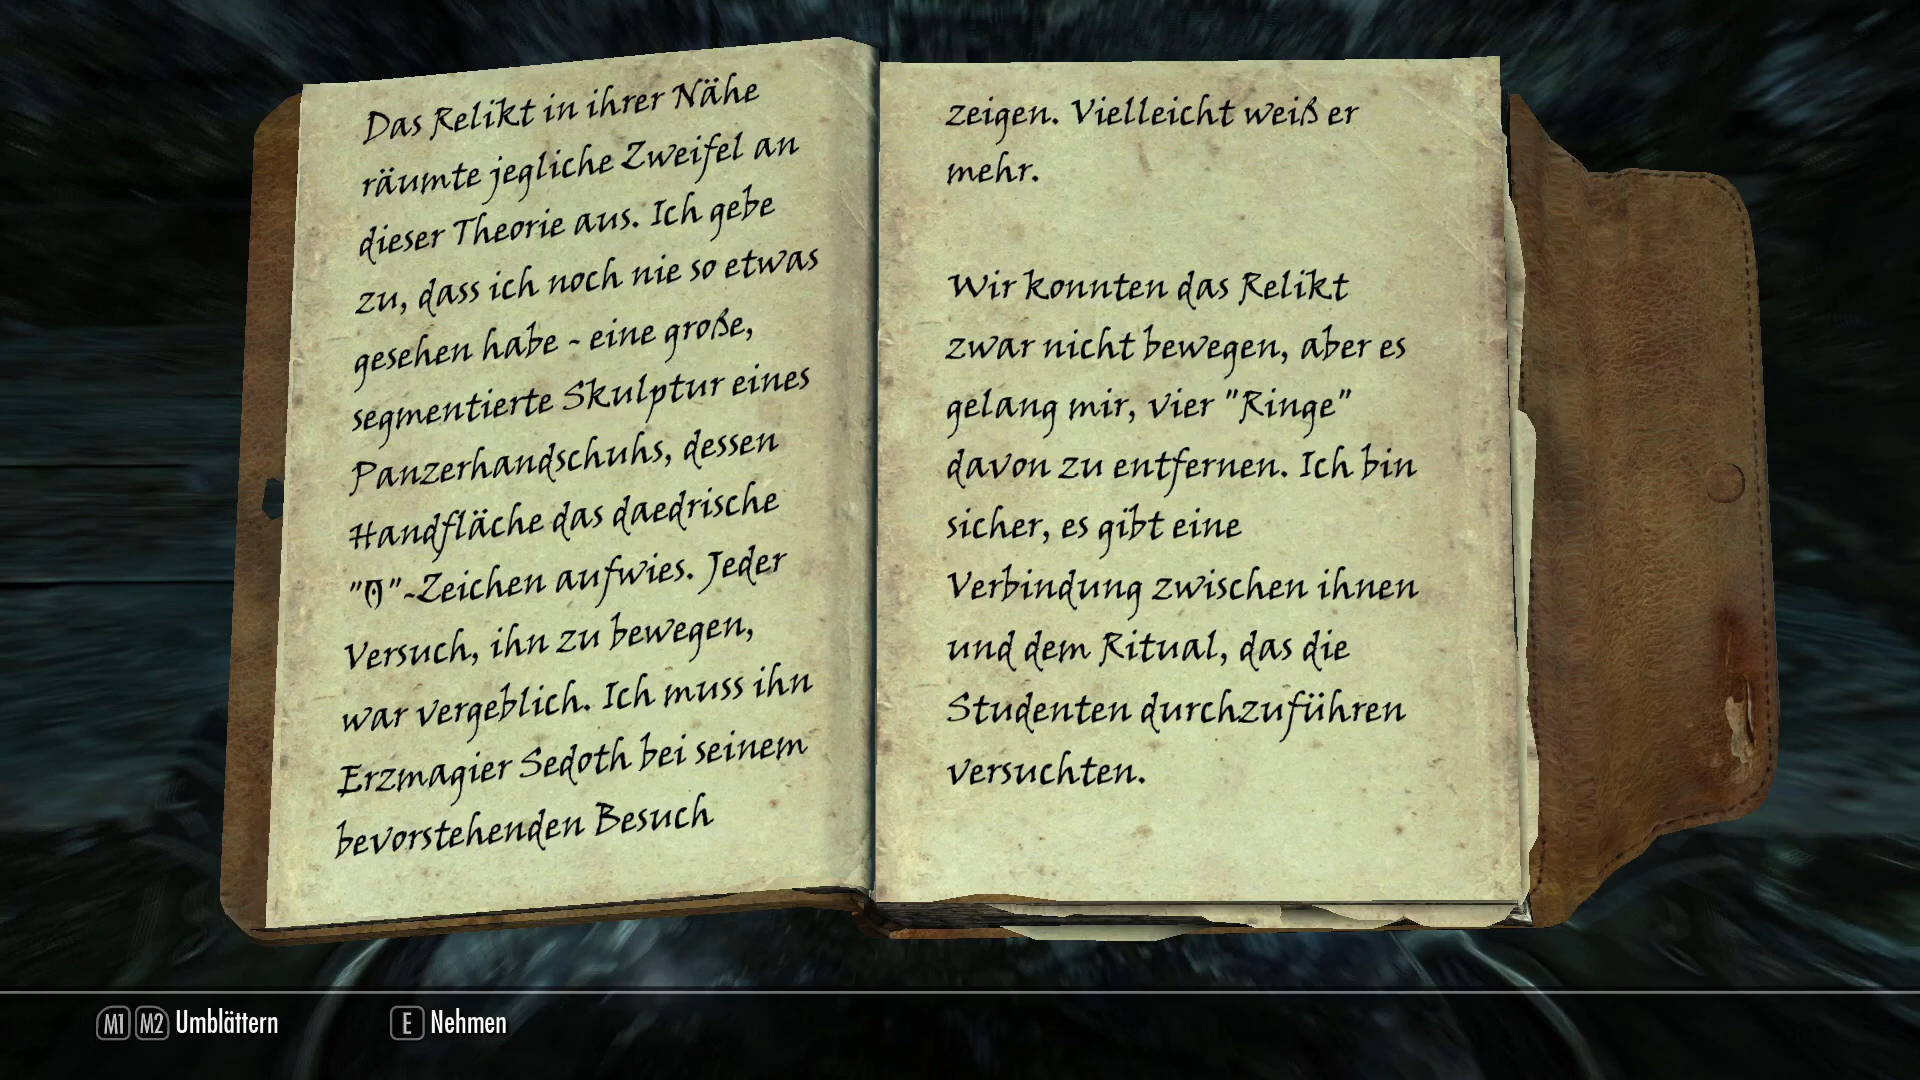 Das Relikt in ihrer Nähe
räumte jegliche Zweifel an
dieser Theorie aus. Ich gebe
zu, dass ich noch nie so etwas
gesehen habe - eine große,
segmentierte Skulptur eines
Panzerhandschuhs, dessen
Handfläche das daedrische
""-Zeichen aufwies. Jeder
Versuch, ihn zu bewegen,
war vergeblich. Ich muss ihn
Erzmagier Sedoth bei seinem
bevorstehenden Besuch
zeigen. Vielleicht weiß er
mehr.
Wir konnten das Relikt
zwar nicht bewegen, aber es
gelang mir, vier "Ringe"
davon zu entfernen. Ich bin
sicher, es gibt eine
Verbindung zwischen ihnen
und dem Ritual, das die
Studenten durchzuführen
versuchten.
M1 M2 Umblättern
E Nehmen